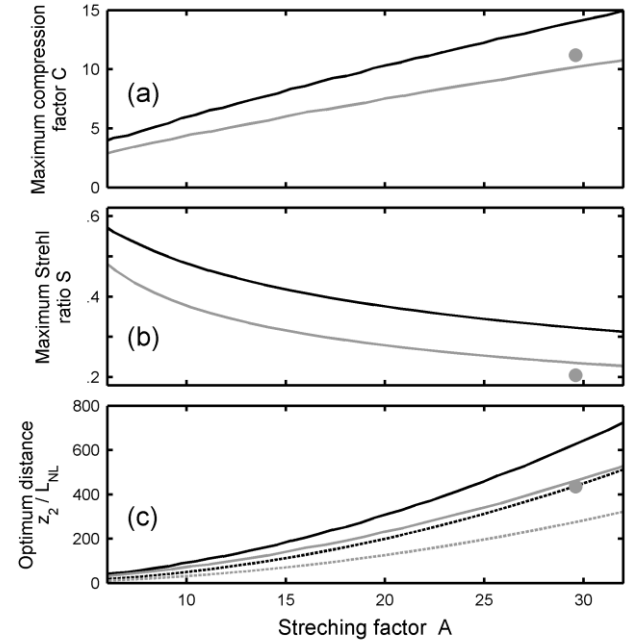 15
10
5
0
Maximum compression
factor C
(a)
.6
.4
.2
Maximum Strehl
ratio S
(b)
800
600
400
200
0
Optimum distance
z2 / LNL
(c)
10
15
20
25
30
Streching factor A